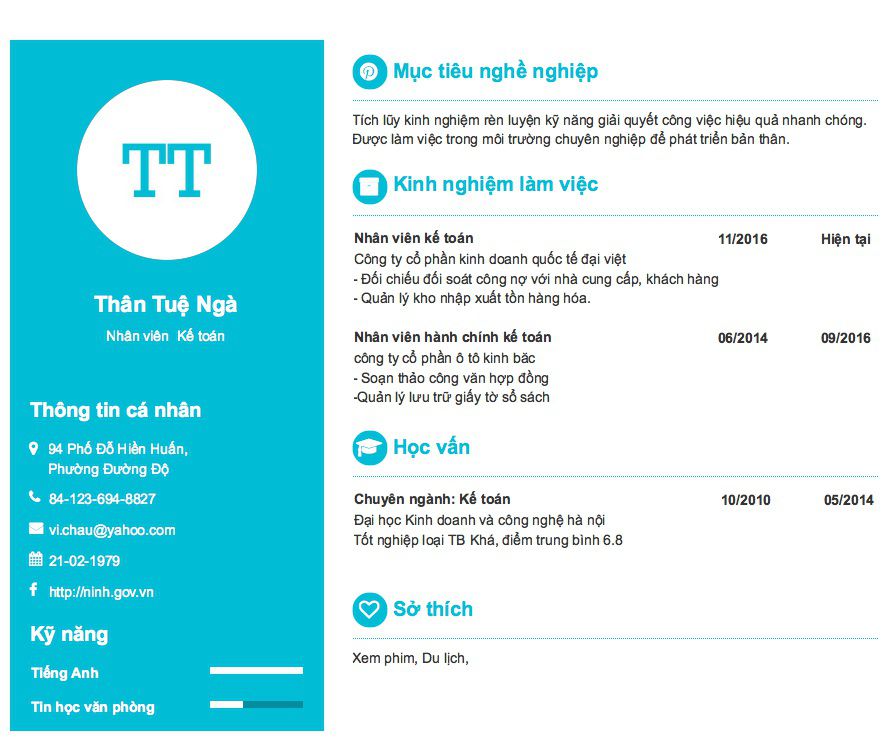 TT
Thân Tuệ Ngà
Nhân viên Kế toán
Thông tin cá nhân
94 Phố Đỗ Hiền Huấn,
Phường Đường Độ
84-123-694-8827
vi.chau@yahoo.com
21-02-1979
http://ninh.gov.vn
Kỹ năng
Tiếng Anh
Tin học văn phòng
Mục tiêu nghề nghiệp
Tích lũy kinh nghiệm rèn luyện kỹ năng giải quyết công việc hiệu quả nhanh chóng.
Được làm việc trong môi trường chuyên nghiệp để phát triển bản thân.
Kinh nghiệm làm việc
Nhân viên kế toán 11/2016 Hiện tại
Công ty cổ phần kinh doanh quốc tế đại việt
- Đối chiếu đối soát công nợ với nhà cung cấp, khách hàng
- Quản lý kho nhập xuất tồn hàng hóa.
Nhân viên hành chính kế toán 06/2014 09/2016
công ty cổ phần ô tô kinh băc
- Soạn thảo công văn hợp đồng
-Quản lý lưu trữ giấy tờ sổ sách
Học vấn
Chuyên ngành: Kế toán 10/2010 05/2014
Đại học Kinh doanh và công nghệ hà nội
Tốt nghiệp loại TB Khá, điểm trung bình 6.8
Sở thích
Xem phim, Du lịch,